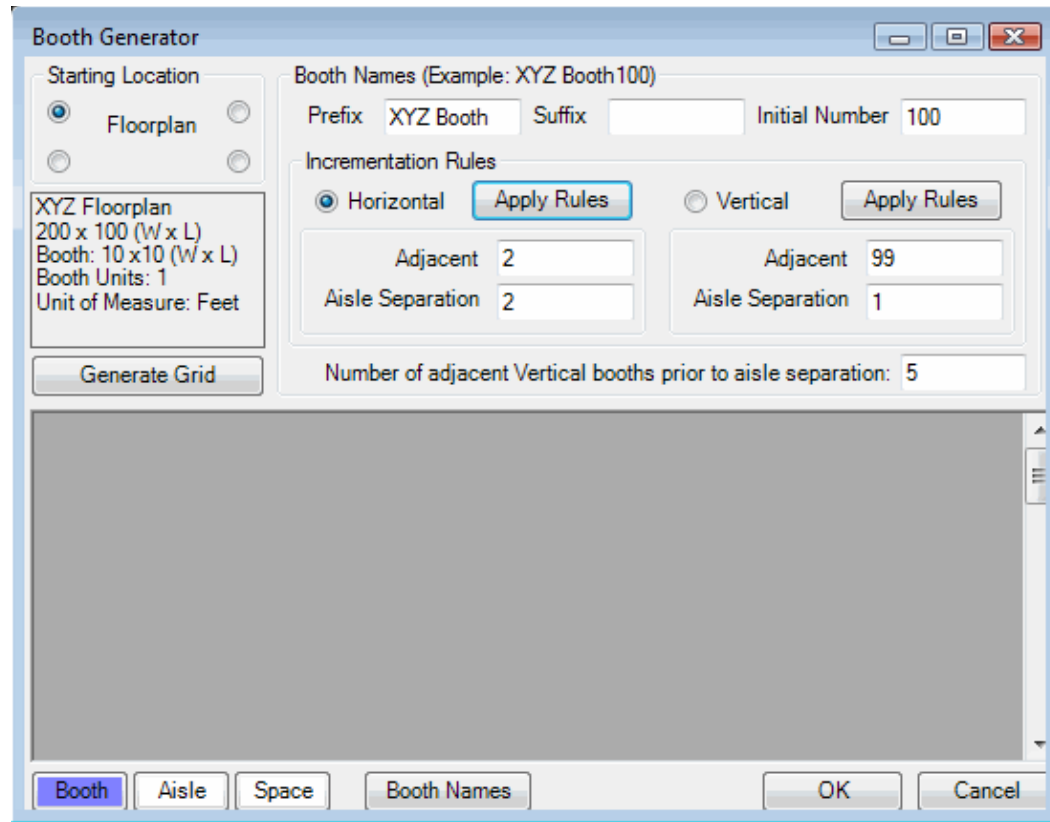 Booth Generator
Starting Location
Floorplan
Booth Names (Example: XYZ Booth100)
Prefix XYZ Booth Suffix Initial Number 100
Incrementation Rules
Horizontal Apply Rules Vertical Apply Rules
XYZ Floorplan
200 x 100 (W x L)
Booth: 10 x10 (W x L)
Booth Units: 1
Unit of Measure: Feet
Adjacent 2 Adjacent 99
Aisle Separation 2 Aisle Separation 1
Generate Grid
Number of adjacent Vertical booths prior to aisle separation: 5
Booth Aisle Space Booth Names OK Cancel